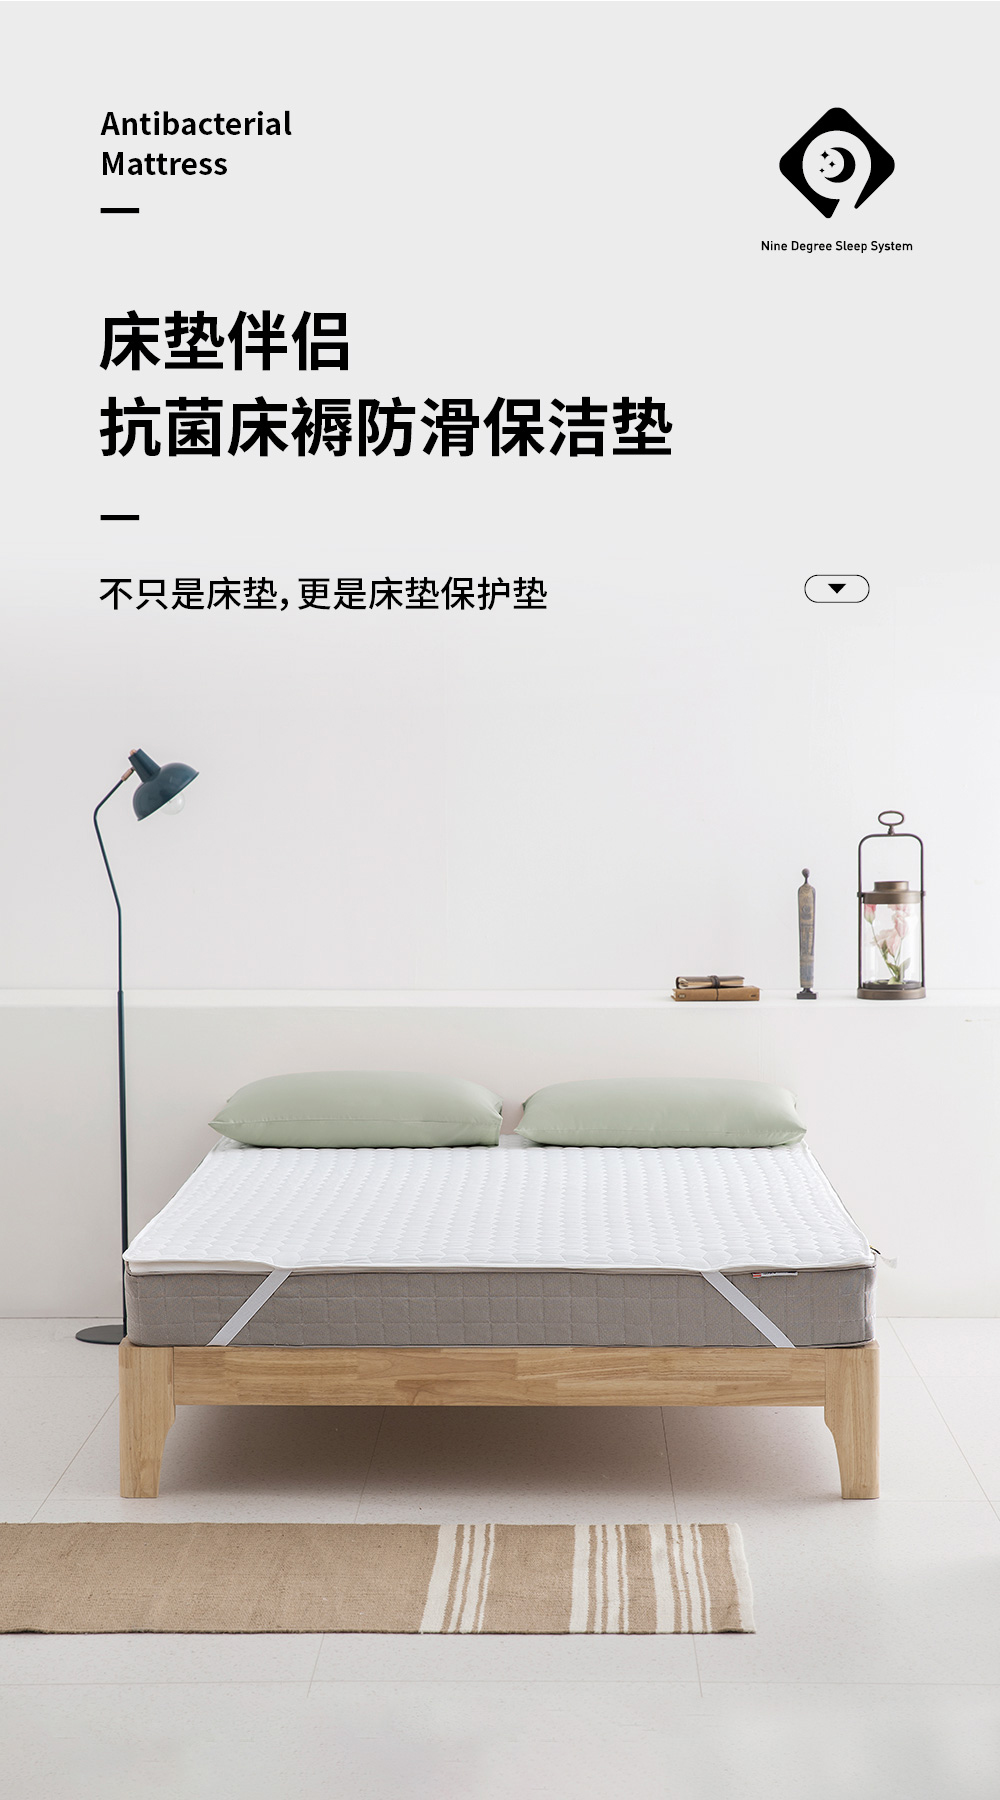 Antibacterial
Mattress
Nine Degree Sleep System
床垫伴侣
抗菌床褥防滑保洁垫
不只是床垫，更是床垫保护垫